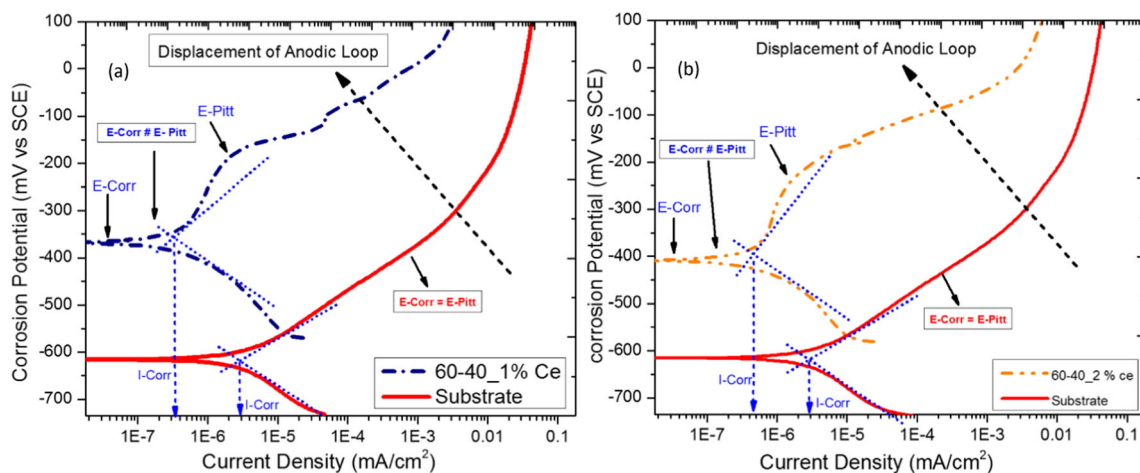 100
0
-100
-200
-300
-400
-500
-600
-700
Corrosion Potential (mV vs SCE)
(a)
Displacement of Anodic Loop
E-Pitt
E-Corr # E- Pitt
E-Corr
E-Corr = E-Pitt
I-Corr
I-Corr
60-40_1% Ce
Substrate
1E-7 1E-6 1E-5 1E-4 1E-3 0.01 0.1
Current Density (mA/cm²)
100
0
-100
-200
-300
-400
-500
-600
-700
corrosion Potential (mV vs SCE)
(b)
Displacement of Anodic Loop
E-Pitt
E-Corr # E-Pitt
E-Corr
E-Corr = E-Pitt
I-Corr
I-Corr
60-40_2 % ce
Substrate
1E-7 1E-6 1E-5 1E-4 1E-3 0.01 0.1
Current Density (mA/cm²)